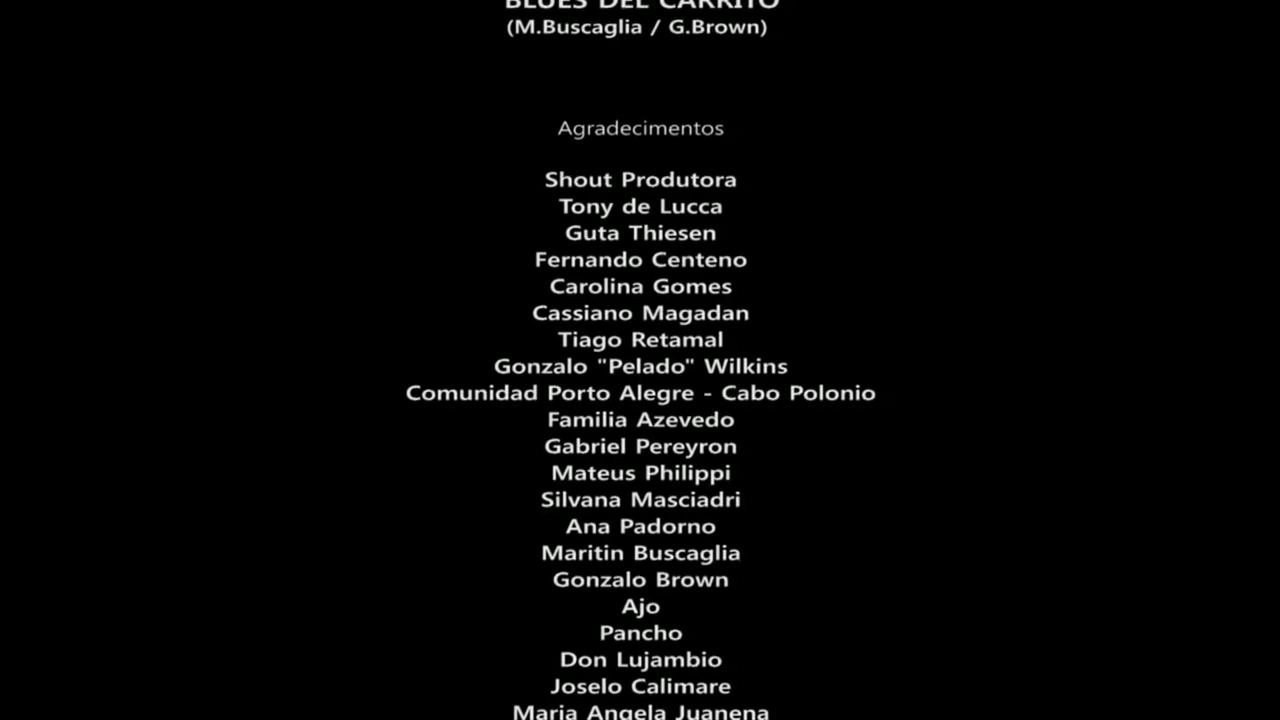 BLUES DEL CARRITO
(M.Buscaglia / G.Brown)
Agradecimentos
Shout Produtora
Tony de Lucca
Guta Thiesen
Fernando Centeno
Carolina Gomes
Cassiano Magadan
Tiago Retamal
Gonzalo "Pelado" Wilkins
Comunidad Porto Alegre - Cabo Polonio
Familia Azevedo
Gabriel Pereyron
Mateus Philippi
Silvana Masciadri
Ana Padorno
Maritin Buscaglia
Gonzalo Brown
Ajo
Pancho
Don Lujambio
Joselo Calimare
Maria Angela Juanena